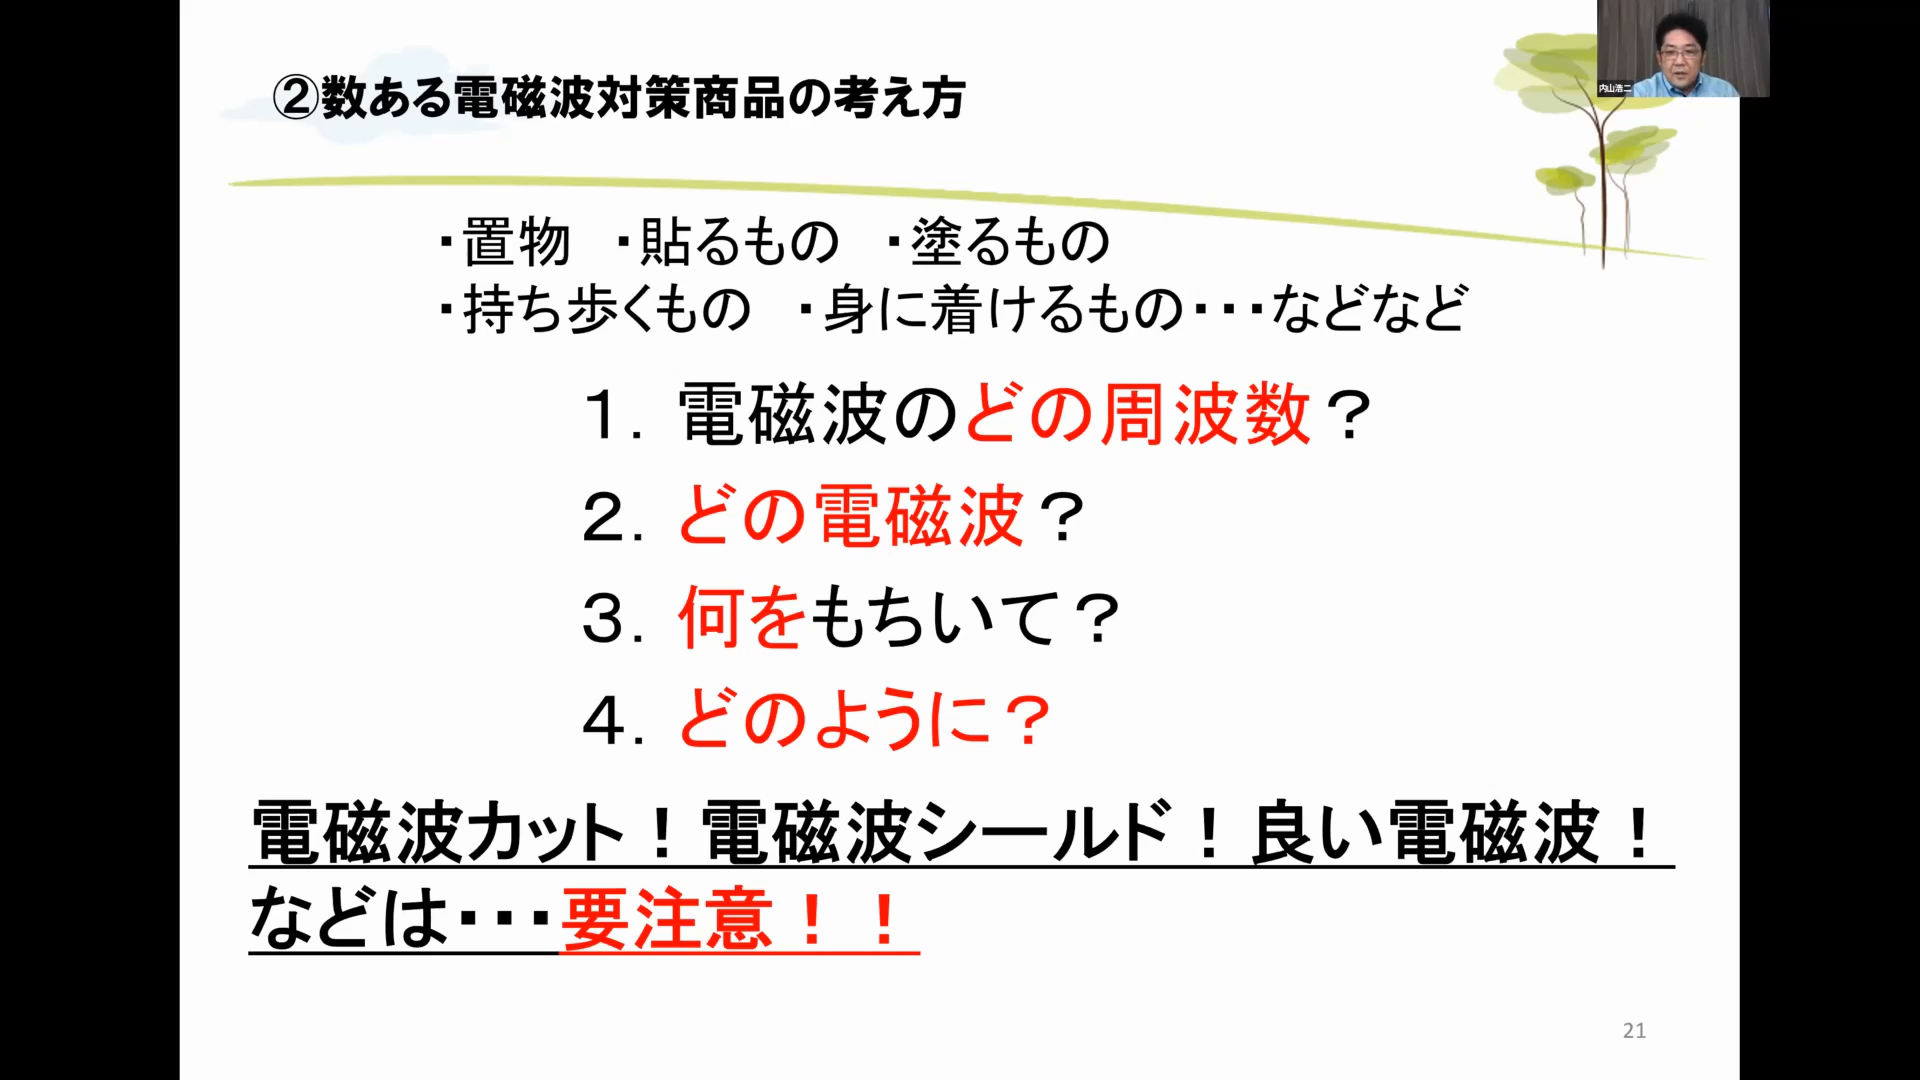 ②数ある電磁波対策商品の考え方
内山浩二
・置物　・貼るもの　・塗るもの
・持ち歩くもの　・身に着けるもの・・・などなど
１．電磁波のどの周波数？
２．どの電磁波？
３．何をもちいて？
４．どのように？
電磁波カット！電磁波シールド！良い電磁波！
などは・・・要注意！！
21